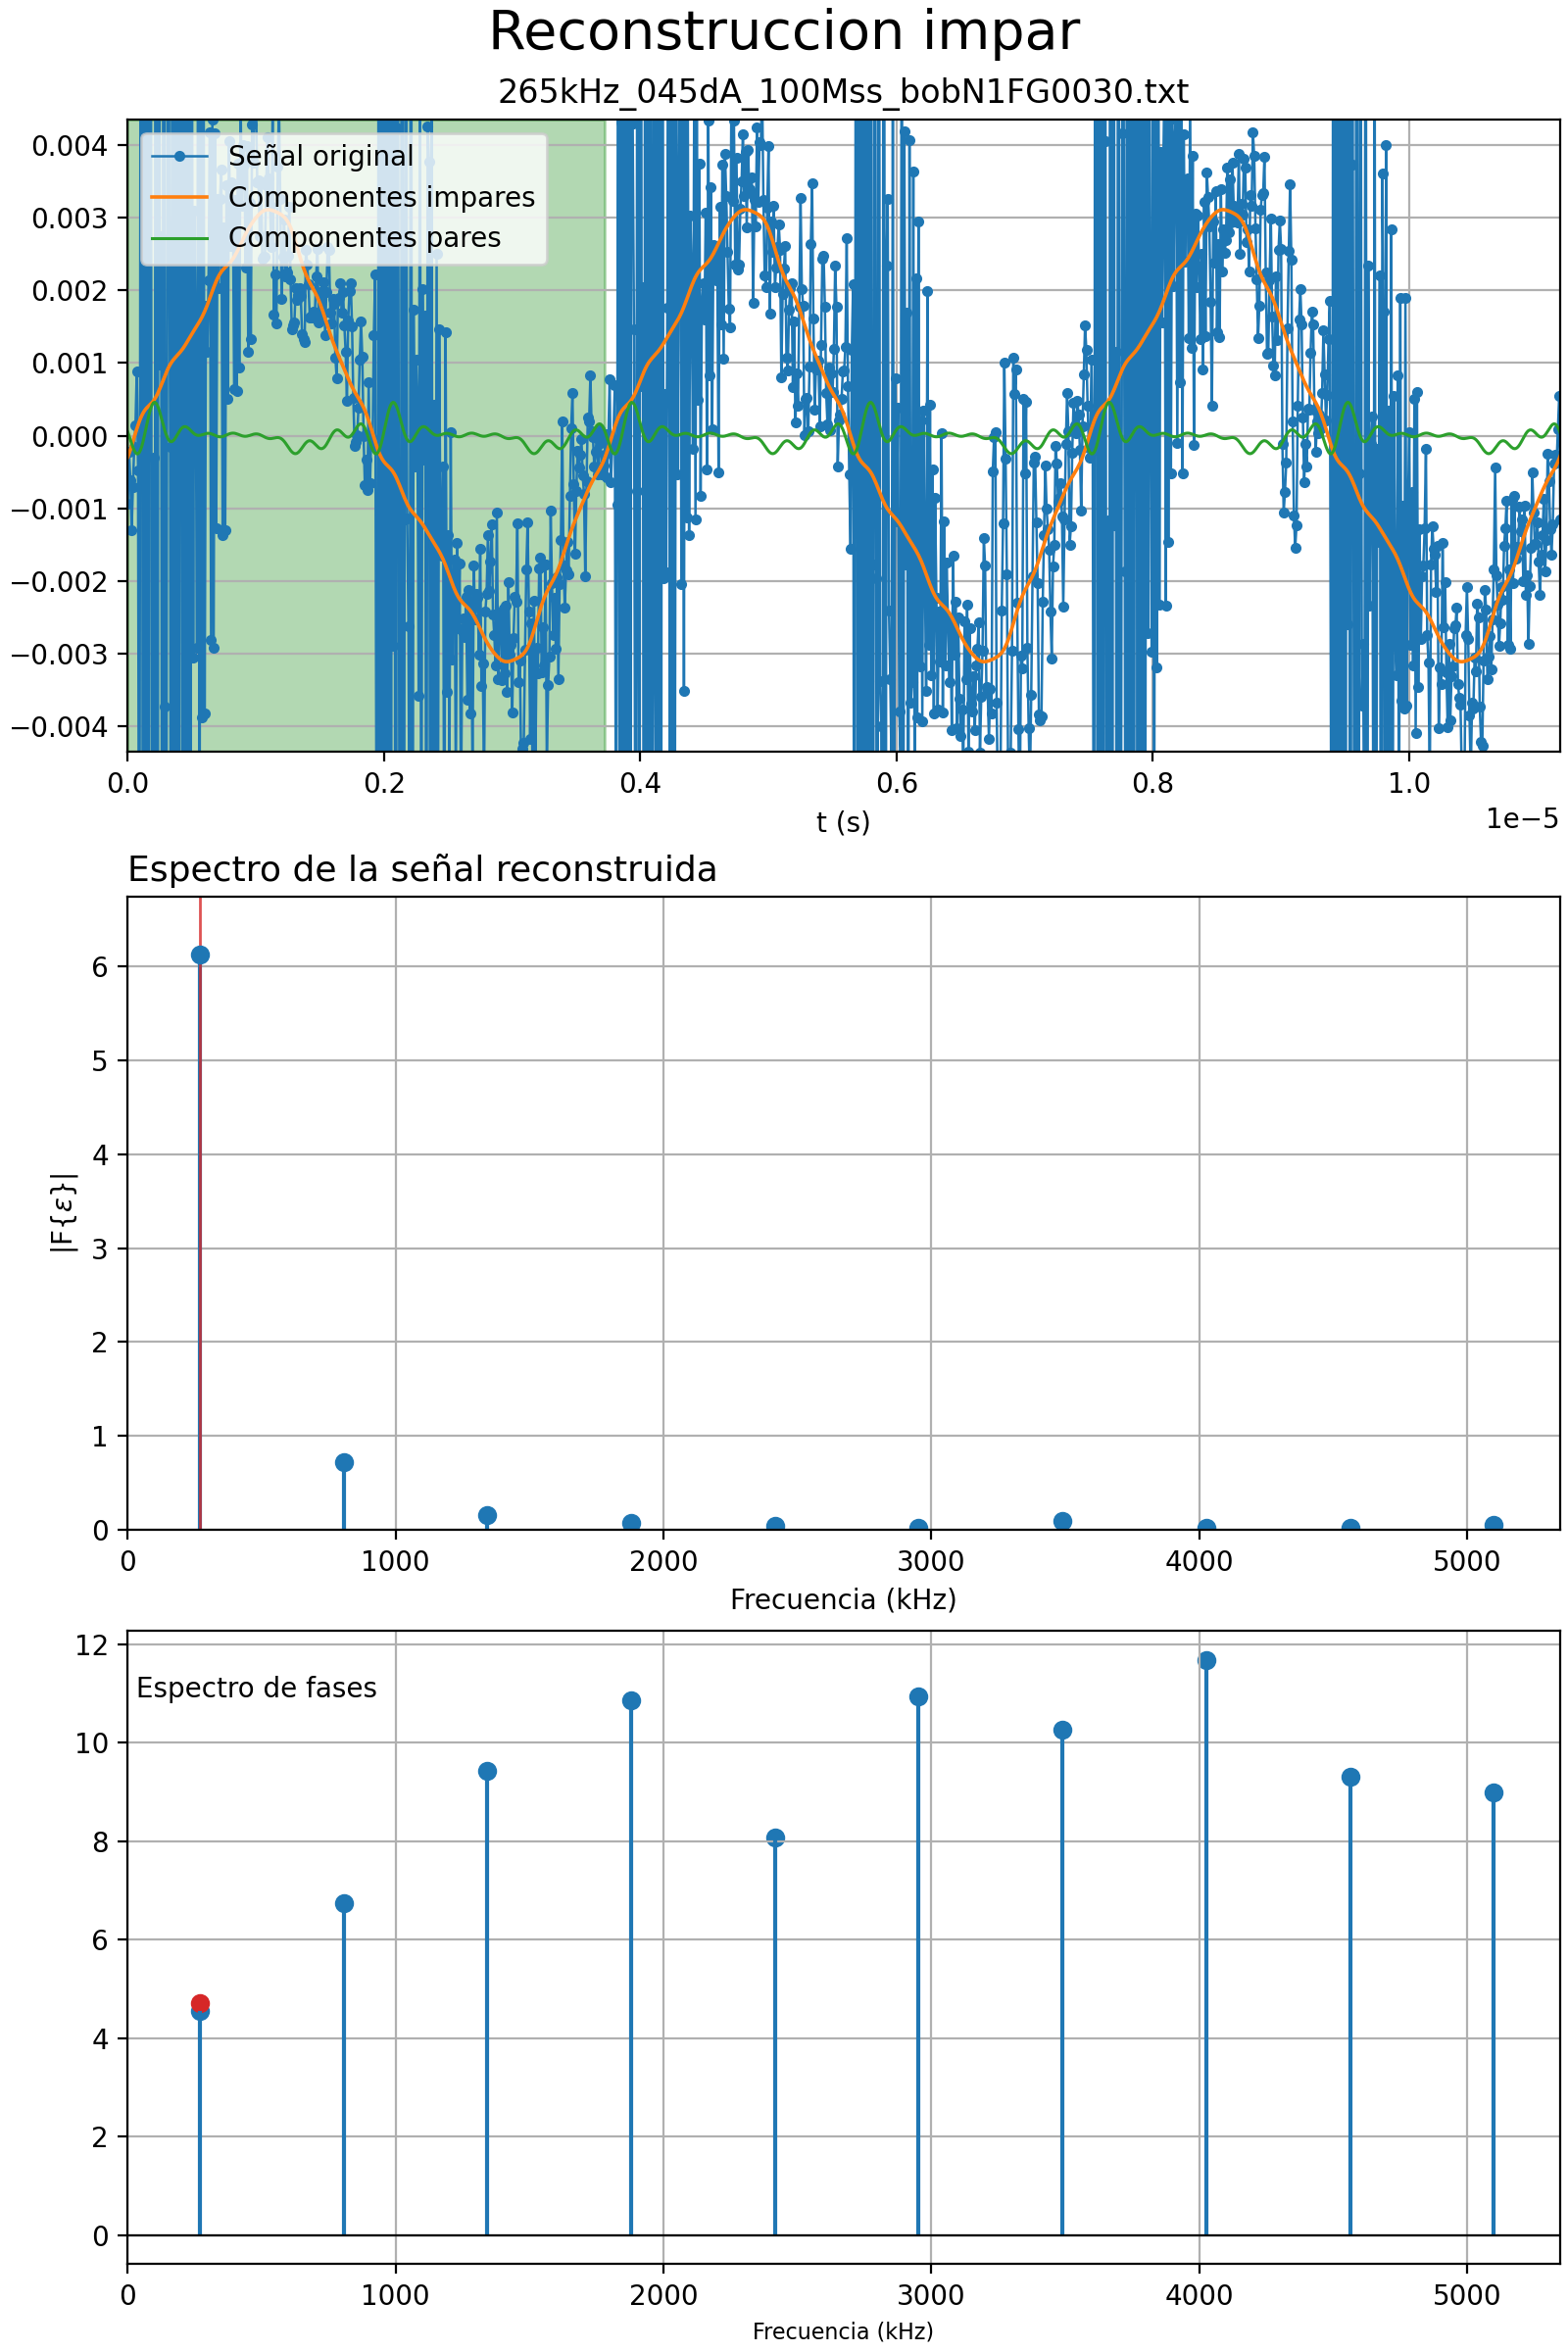 Reconstruccion impar
265kHz_045dA_100Mss_bobN1FG0030.txt
0.004
0.003
0.002
0.001
0.000
−0.001
−0.002
−0.003
−0.004
Señal original
Componentes impares
Componentes pares
0.0 0.2 0.4 0.6 0.8 1.0
1e−5
t (s)
Espectro de la señal reconstruida
6
5
4
3
2
1
0
|F{ε}|
0 1000 2000 3000 4000 5000
Frecuencia (kHz)
12
10
8
6
4
2
0
Espectro de fases
0 1000 2000 3000 4000 5000
Frecuencia (kHz)